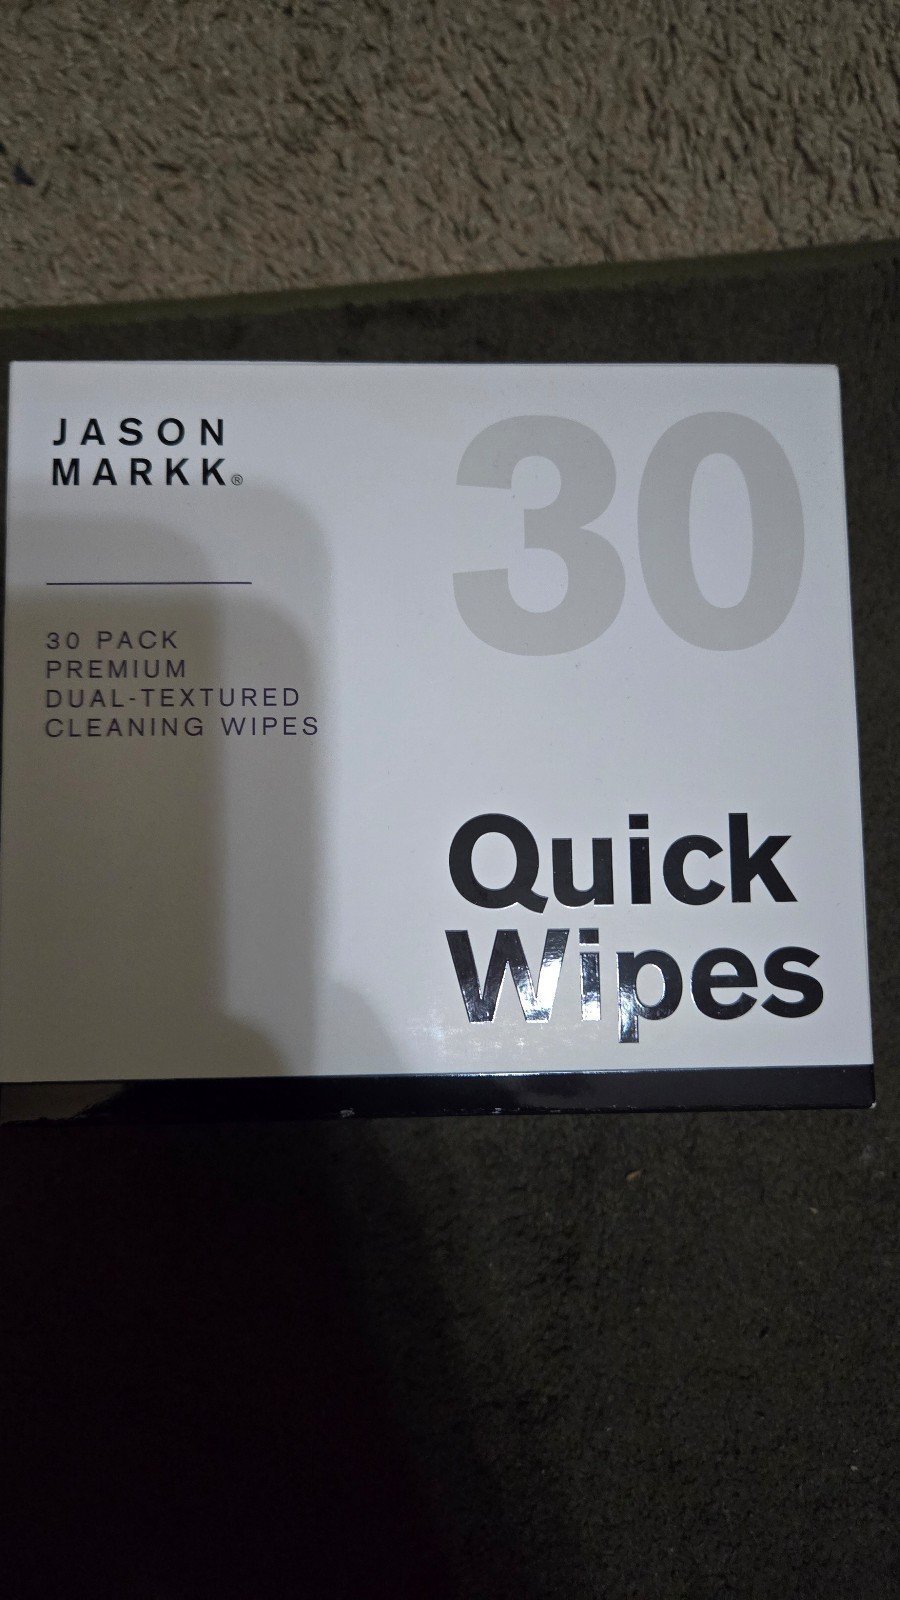 JASON
MARKK®
30
30 PACK
PREMIUM
DUAL-TEXTURED
CLEANING WIPES
Quick
Wipes